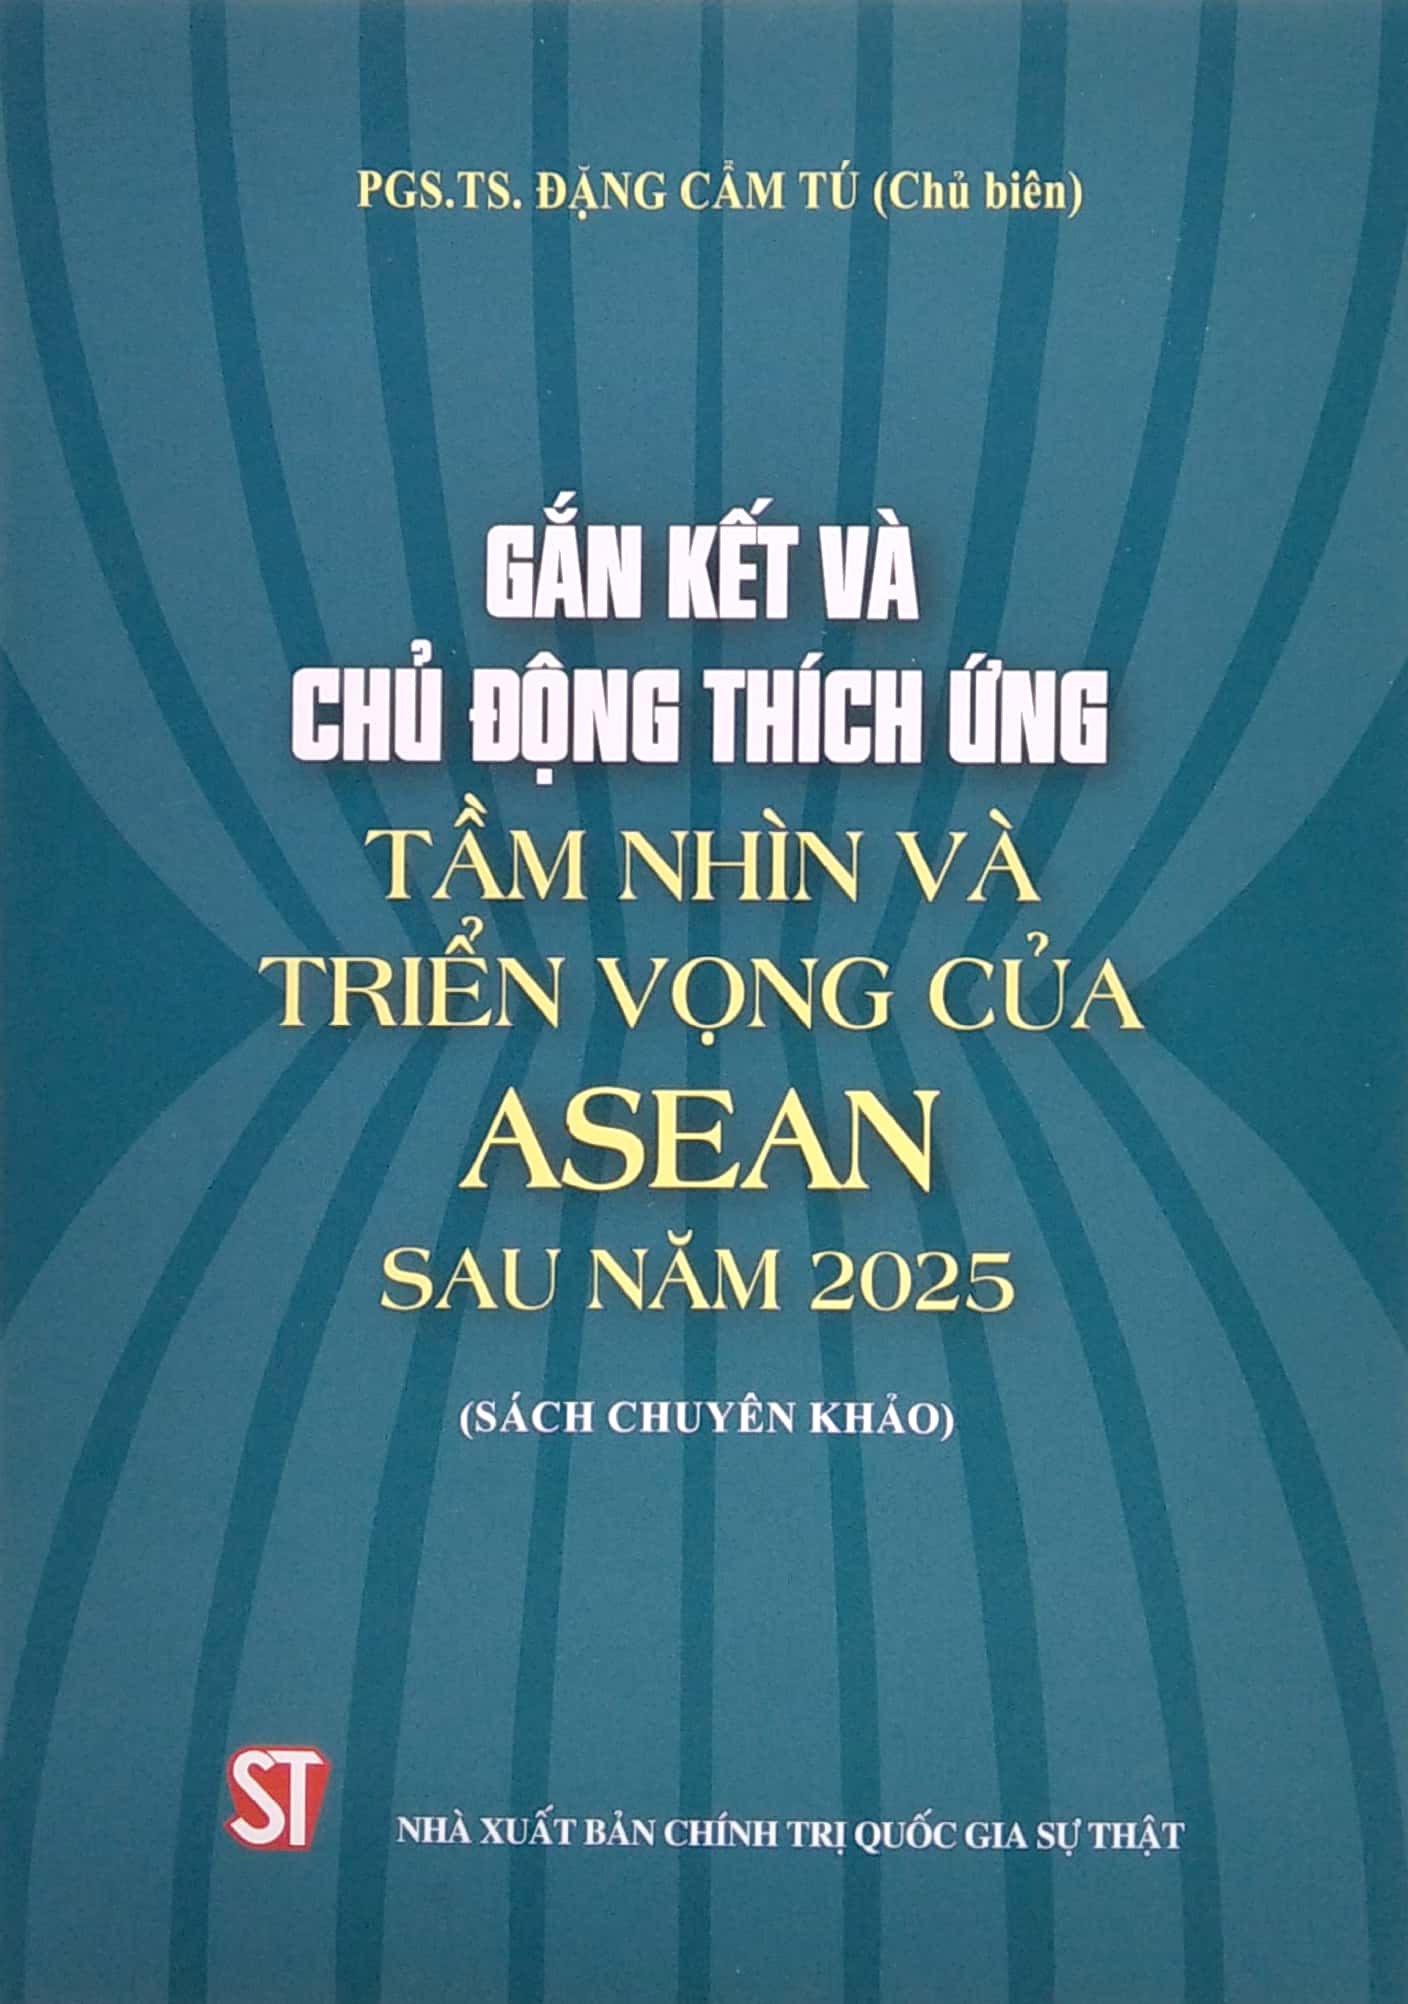 PGS.TS. ĐẶNG CẨM TÚ (Chủ biên)
GẮN KẾT VÀ
CHỦ ĐỘNG THÍCH ỨNG
TẦM NHÌN VÀ
TRIỂN VỌNG CỦA
ASEAN
SAU NĂM 2025
(SÁCH CHUYÊN KHẢO)
ST
NHÀ XUẤT BẢN CHÍNH TRỊ QUỐC GIA SỰ THẬT